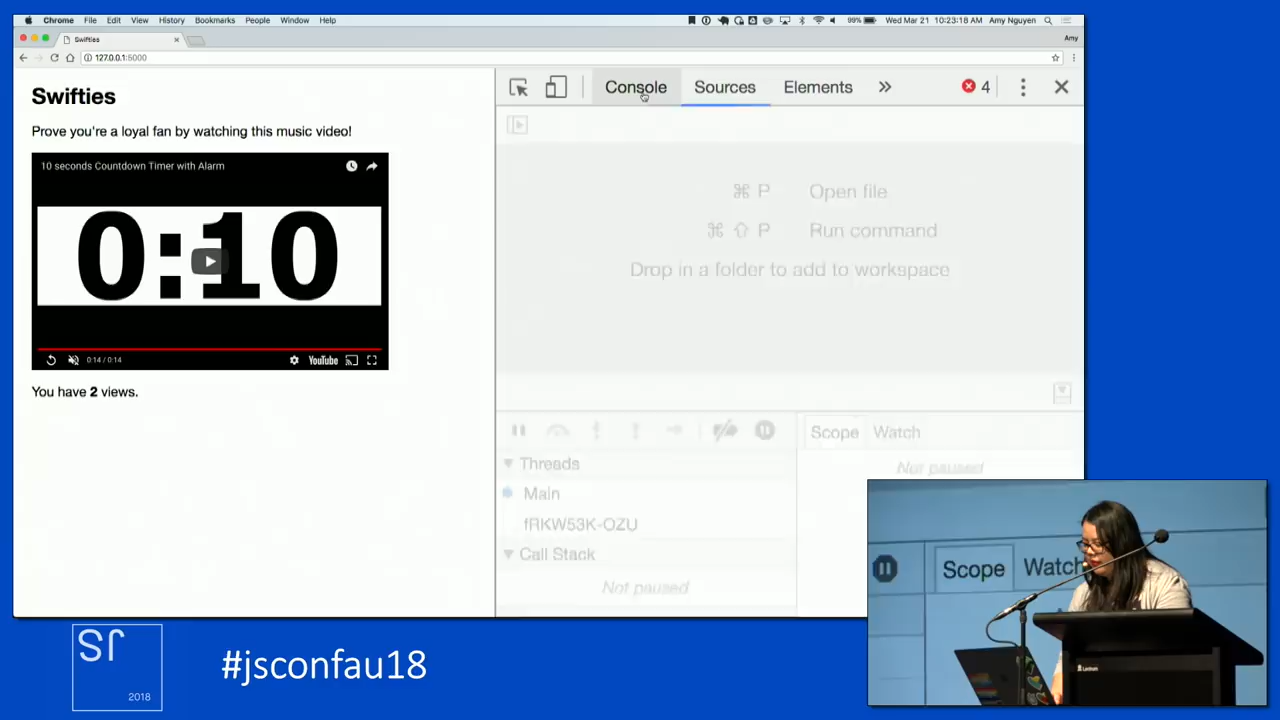 Chrome File Edit View History Bookmarks People Window Help
99% Wed Mar 21 10:23:18 AM Amy Nguyen
Swifties
Amy
127.0.0.1:5000
Swifties
Prove you're a loyal fan by watching this music video!
10 seconds Countdown Timer with Alarm
0:10
0:14 / 0:14
YouTube
You have 2 views.
Console Sources Elements
4
⌘ P Open file
⌘ ⇧ P Run command
Drop in a folder to add to workspace
Scope Watch
Threads
Not paused
Main
fRKW53K-OZU
Call Stack
Not paused
Scope Watch
Lectrum
SJ
2018
#jsconfau18